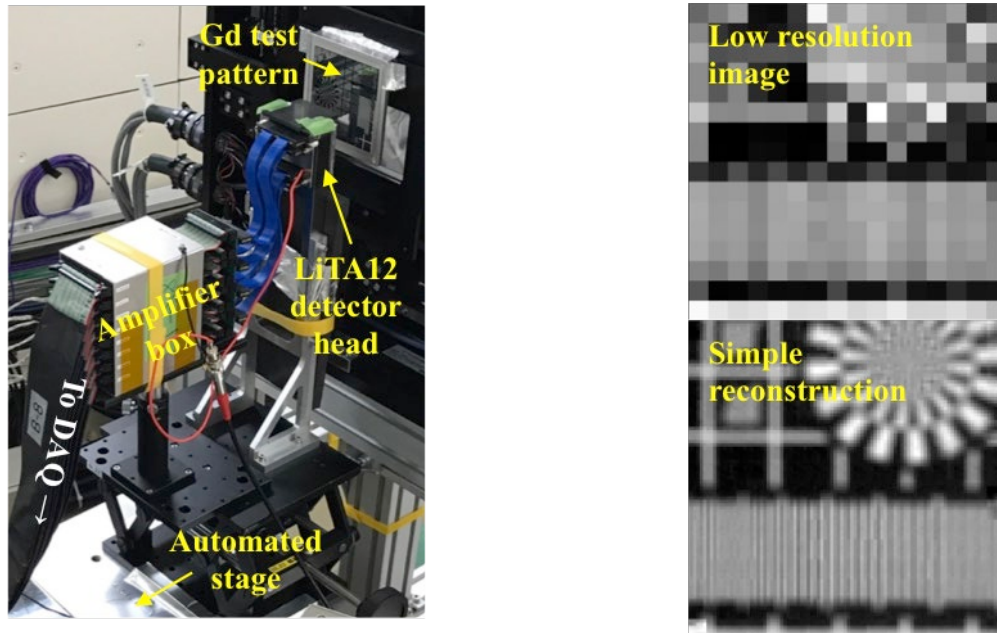 Gd test
pattern
LiTA12
detector
head
Amplifier
box
To DAQ →
B-B
Automated
stage
Low resolution
image
Simple
reconstruction